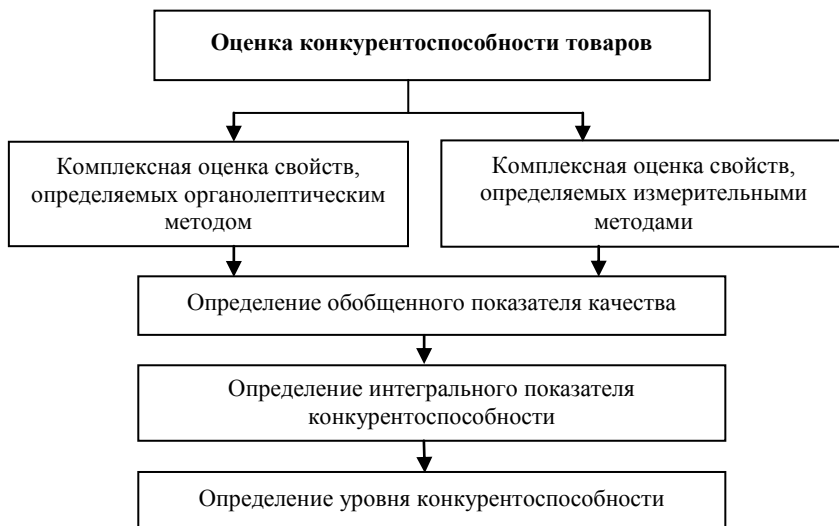 Оценка конкурентоспособности товаров
Комплексная оценка свойств,
определяемых органолептическим
методом
Комплексная оценка свойств,
определяемых измерительными
методами
Определение обобщенного показателя качества
Определение интегрального показателя
конкурентоспособности
Определение уровня конкурентоспособности